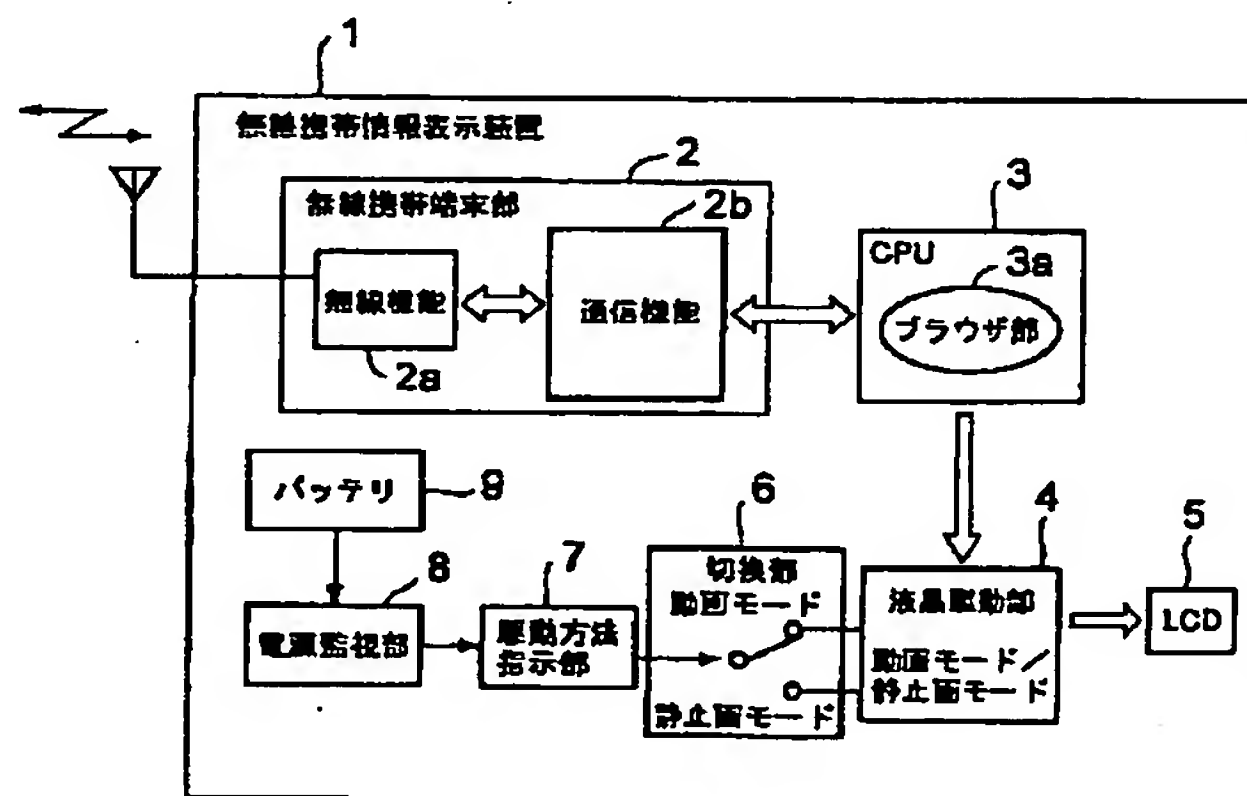 1
無線携帯情報表示装置
2
無線携帯端末部
2b
3
CPU
3a
無線機能
通信機能
ブラウザ部
2a
バッテリ
9
6
4
5
切換部
動画モード
液晶駆動部
LCD
8
7
電源監視部
駆動方法
指示部
動画モード／
静止画モード
静止画モード